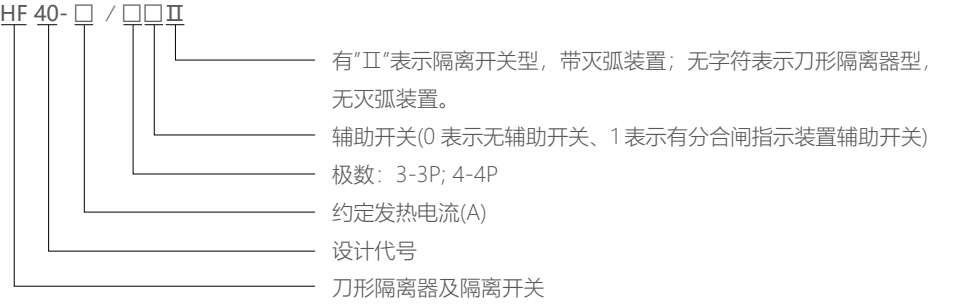 HF 40-□ / □□Ⅱ
有"Ⅱ"表示隔离开关型，带灭弧装置；无字符表示刀形隔离器型，
无灭弧装置。
辅助开关(0 表示无辅助开关、1表示有分合闸指示装置辅助开关)
极数：3-3P; 4-4P
约定发热电流(A)
设计代号
刀形隔离器及隔离开关